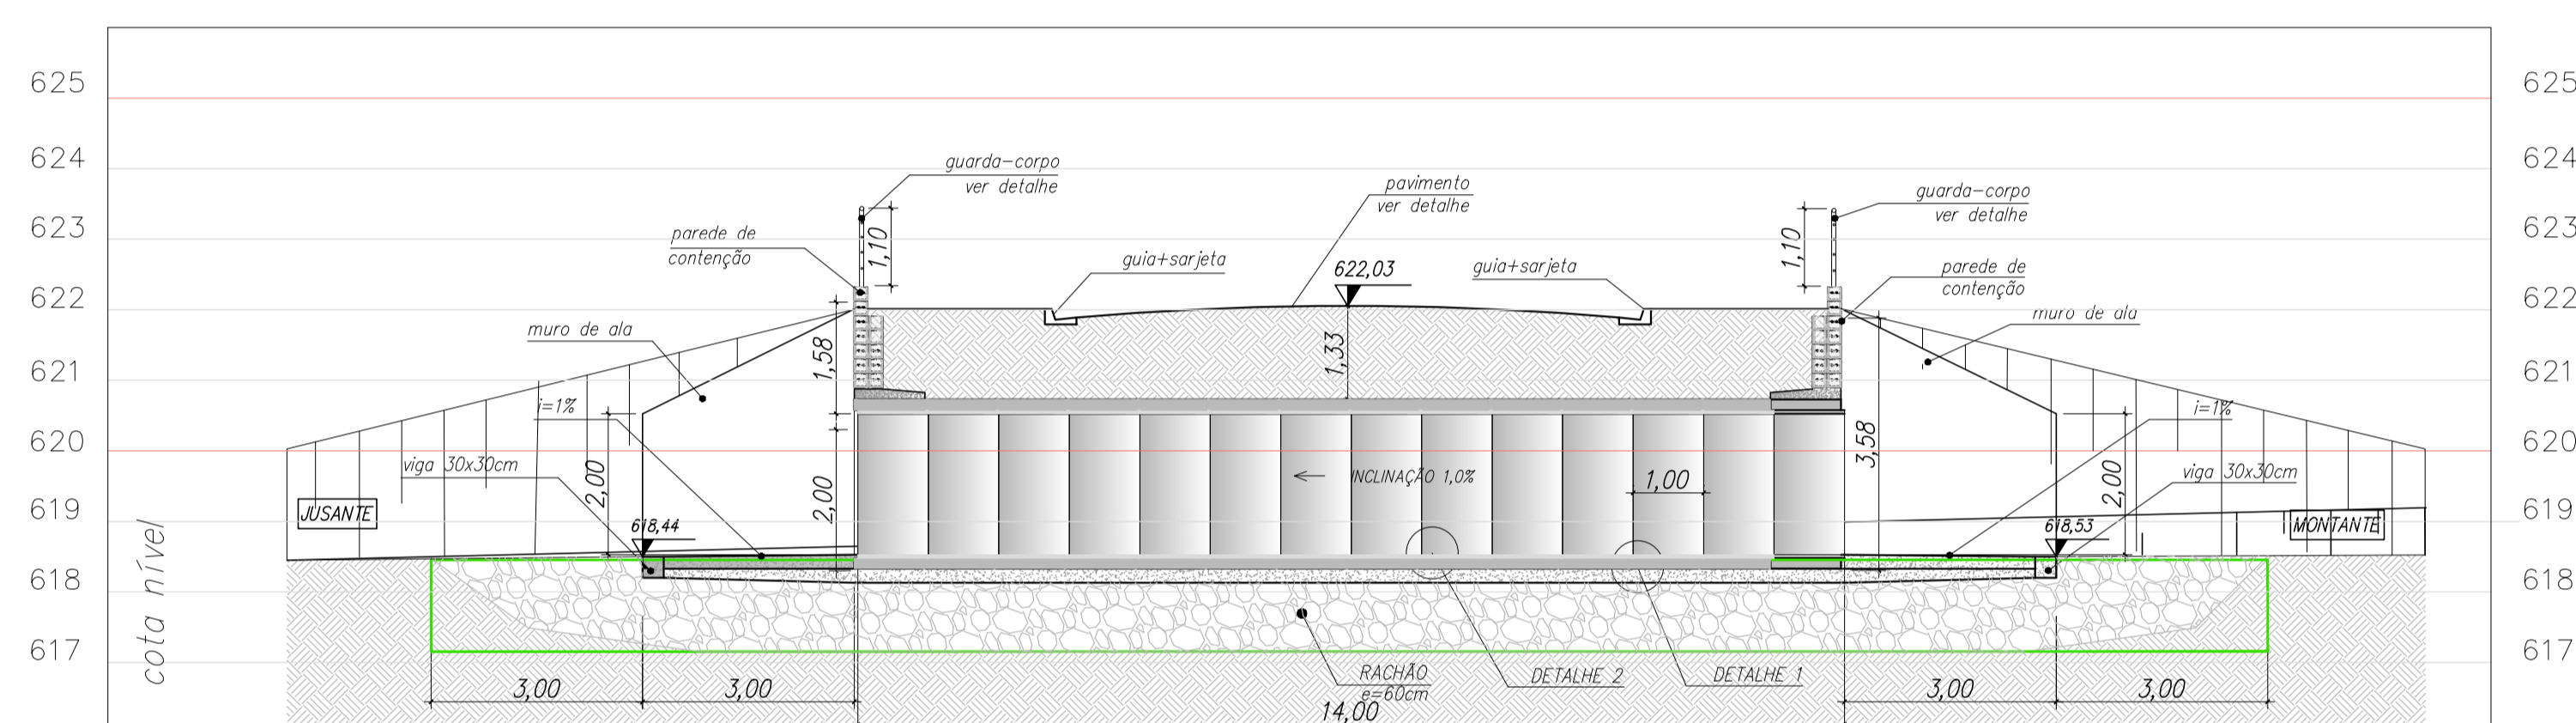 625
625
624
624
guarda-corpo
ver detalhe
pavimento
ver detalhe
guarda-corpo
ver detalhe
623
623
parede de
contenção
1,10
guia+sarjeta
622,03
guia+sarjeta
1,10
parede de
contenção
622
622
muro de ala
muro de ala
1,58
1,33
621
621
i=1%
i=1%
620
620
3,58
viga 30x30cm
2,00
2,00
INCLINAÇÃO 1,0%
1,00
2,00
viga 30x30cm
619
619
JUSANTE
618,44
618,53
MONTANTE
cota nível
618
618
617
617
RACHÃO
e=60cm
DETALHE 2
DETALHE 1
3,00
3,00
14,00
3,00
3,00